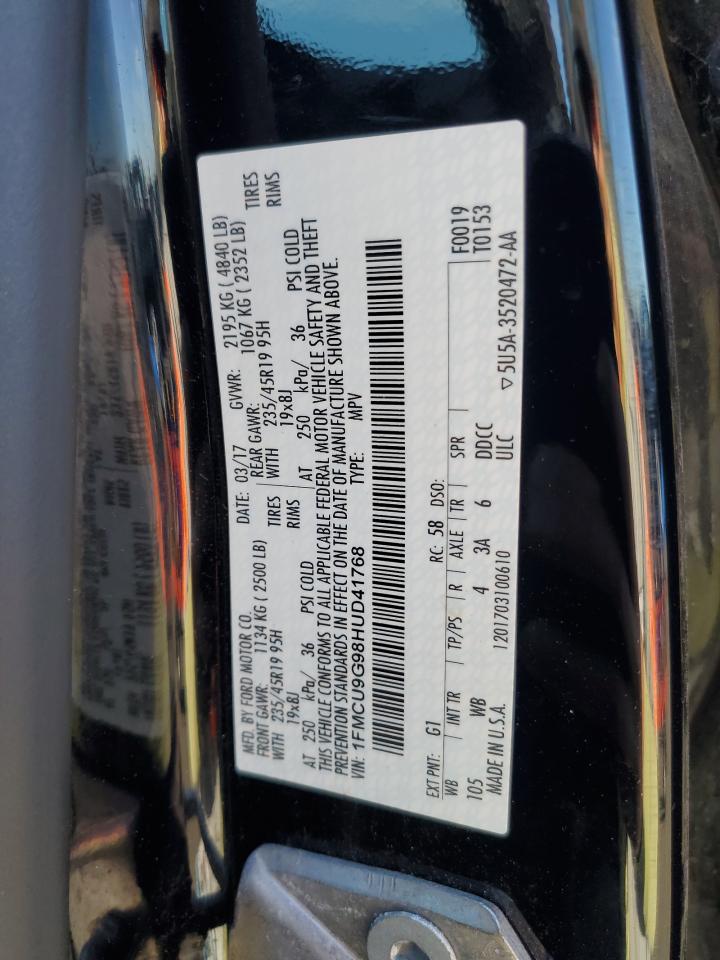 MFD. BY FORD MOTOR CO. DATE: 03/17 GVWR: 2195 KG ( 4840 LB)
FRONT GAWR: 1134 KG ( 2500 LB) REAR GAWR: 1067 KG ( 2352 LB)
WITH 235/45R19 95H TIRES WITH 235/45R19 95H TIRES
19x8J RIMS 19x8J RIMS
AT 250 kPa/ 36 PSI COLD AT 250 kPa/ 36 PSI COLD
THIS VEHICLE CONFORMS TO ALL APPLICABLE FEDERAL MOTOR VEHICLE SAFETY AND THEFT
PREVENTION STANDARDS IN EFFECT ON THE DATE OF MANUFACTURE SHOWN ABOVE.
VIN: 1FMCU9G98HUD41768 TYPE: MPV
EXT PNT: G1 RC: 58 DSO: F0019
WB INT TR TP/PS R AXLE TR SPR T0153
105 WB 4 3A 6 DDCC
MADE IN U.S.A. 1201703100610 ULC
▽5U5A-3520472-AA